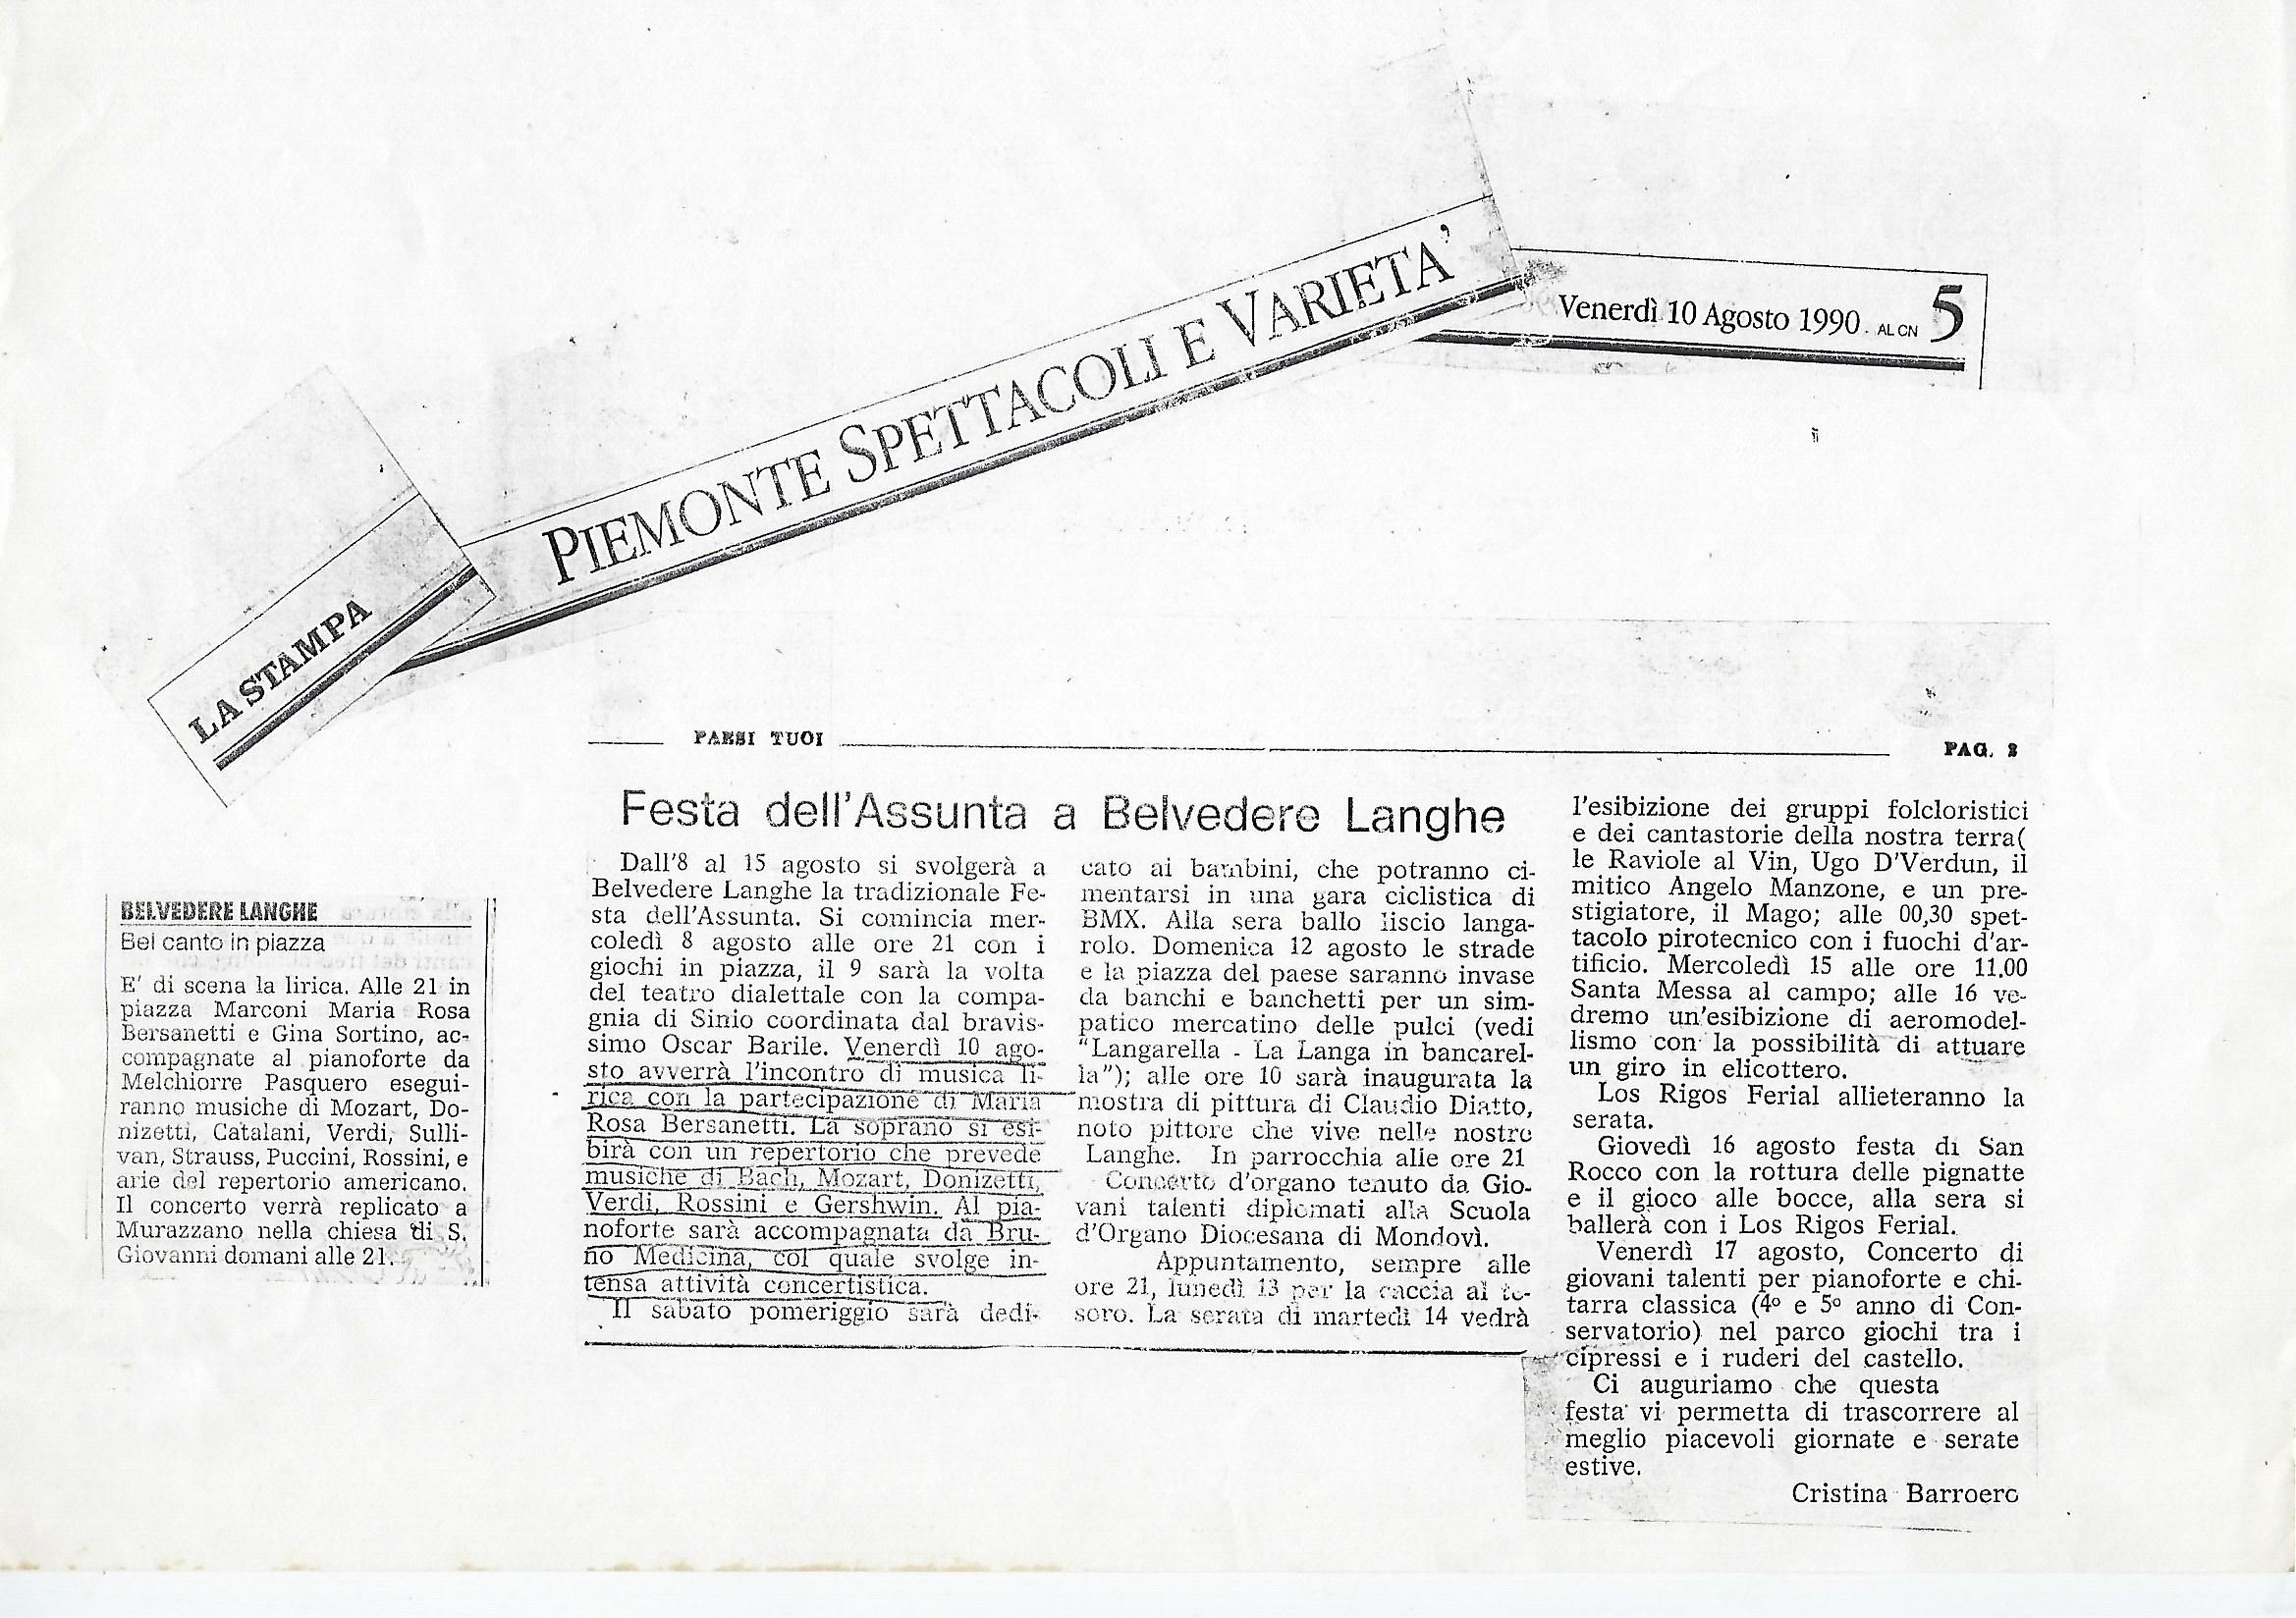 LA STAMPA
PIEMONTE SPETTACOLI E VARIETA'
Venerdì 10 Agosto 1990. AL CN 5
BELVEDERE LANGHE
Bel canto in piazza
E' di scena la lirica. Alle 21 in
piazza Marconi Maria Rosa
Bersanetti e Gina Sortino, ac-
compagnate al pianoforte da
Melchiorre Pasquero esegui-
ranno musiche di Mozart, Do-
nizetti, Catalani, Verdi, Sulli-
van, Strauss, Puccini, Rossini, e
arie del repertorio americano.
Il concerto verrà replicato a
Murazzano nella chiesa di S.
Giovanni domani alle 21.
PAESI TUOI
PAG. 3
Festa dell'Assunta a Belvedere Langhe
Dall'8 al 15 agosto si svolgerà a
Belvedere Langhe la tradizionale Fe-
sta dell'Assunta. Si comincia mer-
coledì 8 agosto alle ore 21 con i
giochi in piazza, il 9 sarà la volta
del teatro dialettale con la compa-
gnia di Sinio coordinata dal bravis-
simo Oscar Barile. Venerdì 10 ago-
sto avverrà l'incontro di musica li-
rica con la partecipazione di Maria
Rosa Bersanetti. La soprano si esi-
birà con un repertorio che prevede
musiche di Bach, Mozart, Donizetti,
Verdi, Rossini e Gershwin. Al pia-
noforte sarà accompagnata da Bru-
no Medicina, col quale svolge in-
tensa attività concertistica.
Il sabato pomeriggio sarà dedi-
cato ai bambini, che potranno ci-
mentarsi in una gara ciclistica di
BMX. Alla sera ballo liscio langa-
rolo. Domenica 12 agosto le strade
e la piazza del paese saranno invase
da banchi e banchetti per un sim-
patico mercatino delle pulci (vedi
"Langarella - La Langa in bancarel-
la"); alle ore 10 sarà inaugurata la
mostra di pittura di Claudio Diatto,
noto pittore che vive nelle nostre
Langhe. In parrocchia alle ore 21
Concerto d'organo tenuto da Gio-
vani talenti diplomati alla Scuola
d'Organo Diocesana di Mondovì.
Appuntamento, sempre alle
ore 21, lunedì 13 per la caccia al te-
soro. La serata di martedì 14 vedrà
l'esibizione dei gruppi folcloristici
e dei cantastorie della nostra terra(
le Raviole al Vin, Ugo D'Verdun, il
mitico Angelo Manzone, e un pre-
stigiatore, il Mago; alle 00,30 spet-
tacolo pirotecnico con i fuochi d'ar-
tificio. Mercoledì 15 alle ore 11.00
Santa Messa al campo; alle 16 ve-
dremo un'esibizione di aeromodel-
lismo con la possibilità di attuare
un giro in elicottero.
Los Rigos Ferial allieteranno la
serata.
Giovedì 16 agosto festa di San
Rocco con la rottura delle pignatte
e il gioco alle bocce, alla sera si
ballerà con i Los Rigos Ferial.
Venerdì 17 agosto, Concerto di
giovani talenti per pianoforte e chi-
tarra classica (4º e 5º anno di Con-
servatorio) nel parco giochi tra i
cipressi e i ruderi del castello.
Ci auguriamo che questa
festa vi permetta di trascorrere al
meglio piacevoli giornate e serate
estive.
Cristina Barroero